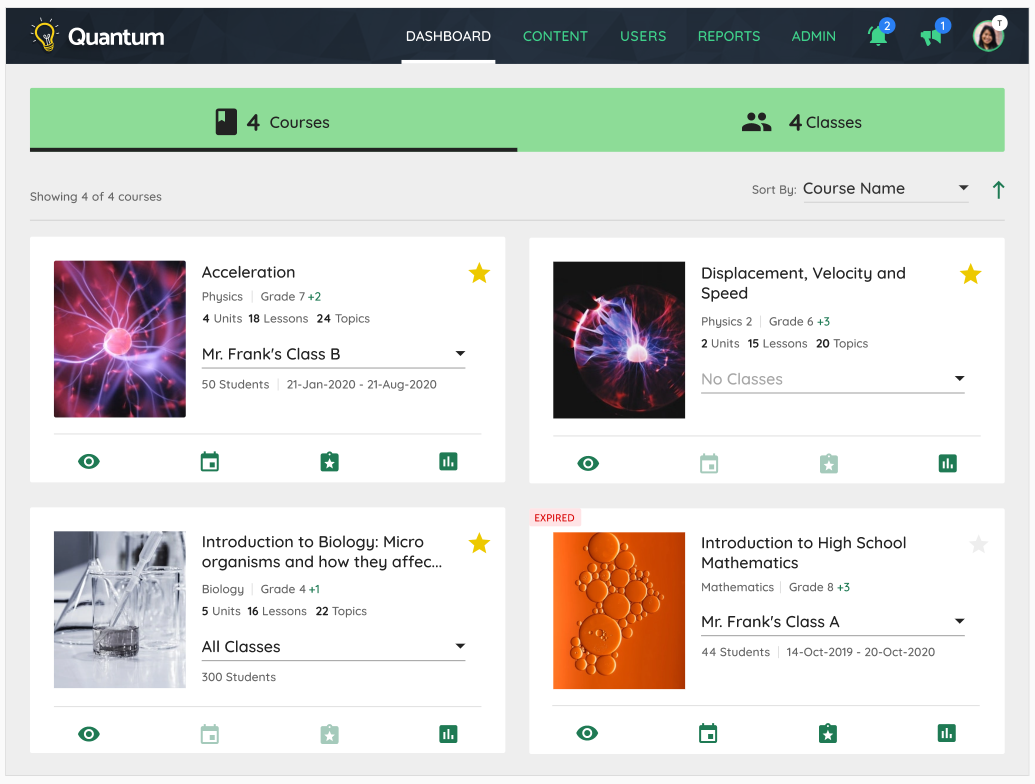 Quantum
DASHBOARD
CONTENT
USERS
REPORTS
ADMIN
2
1
T
4 Courses
4 Classes
Showing 4 of 4 courses
Sort By: Course Name
Acceleration
Physics | Grade 7 +2
4 Units 18 Lessons 24 Topics
Mr. Frank's Class B
50 Students | 21-Jan-2020 - 21-Aug-2020
Displacement, Velocity and
Speed
Physics 2 | Grade 6 +3
2 Units 15 Lessons 20 Topics
No Classes
Introduction to Biology: Micro
organisms and how they affec...
Biology | Grade 4 +1
5 Units 16 Lessons 22 Topics
All Classes
300 Students
EXPIRED
Introduction to High School
Mathematics
Mathematics | Grade 8 +3
Mr. Frank's Class A
44 Students | 14-Oct-2019 - 20-Oct-2020